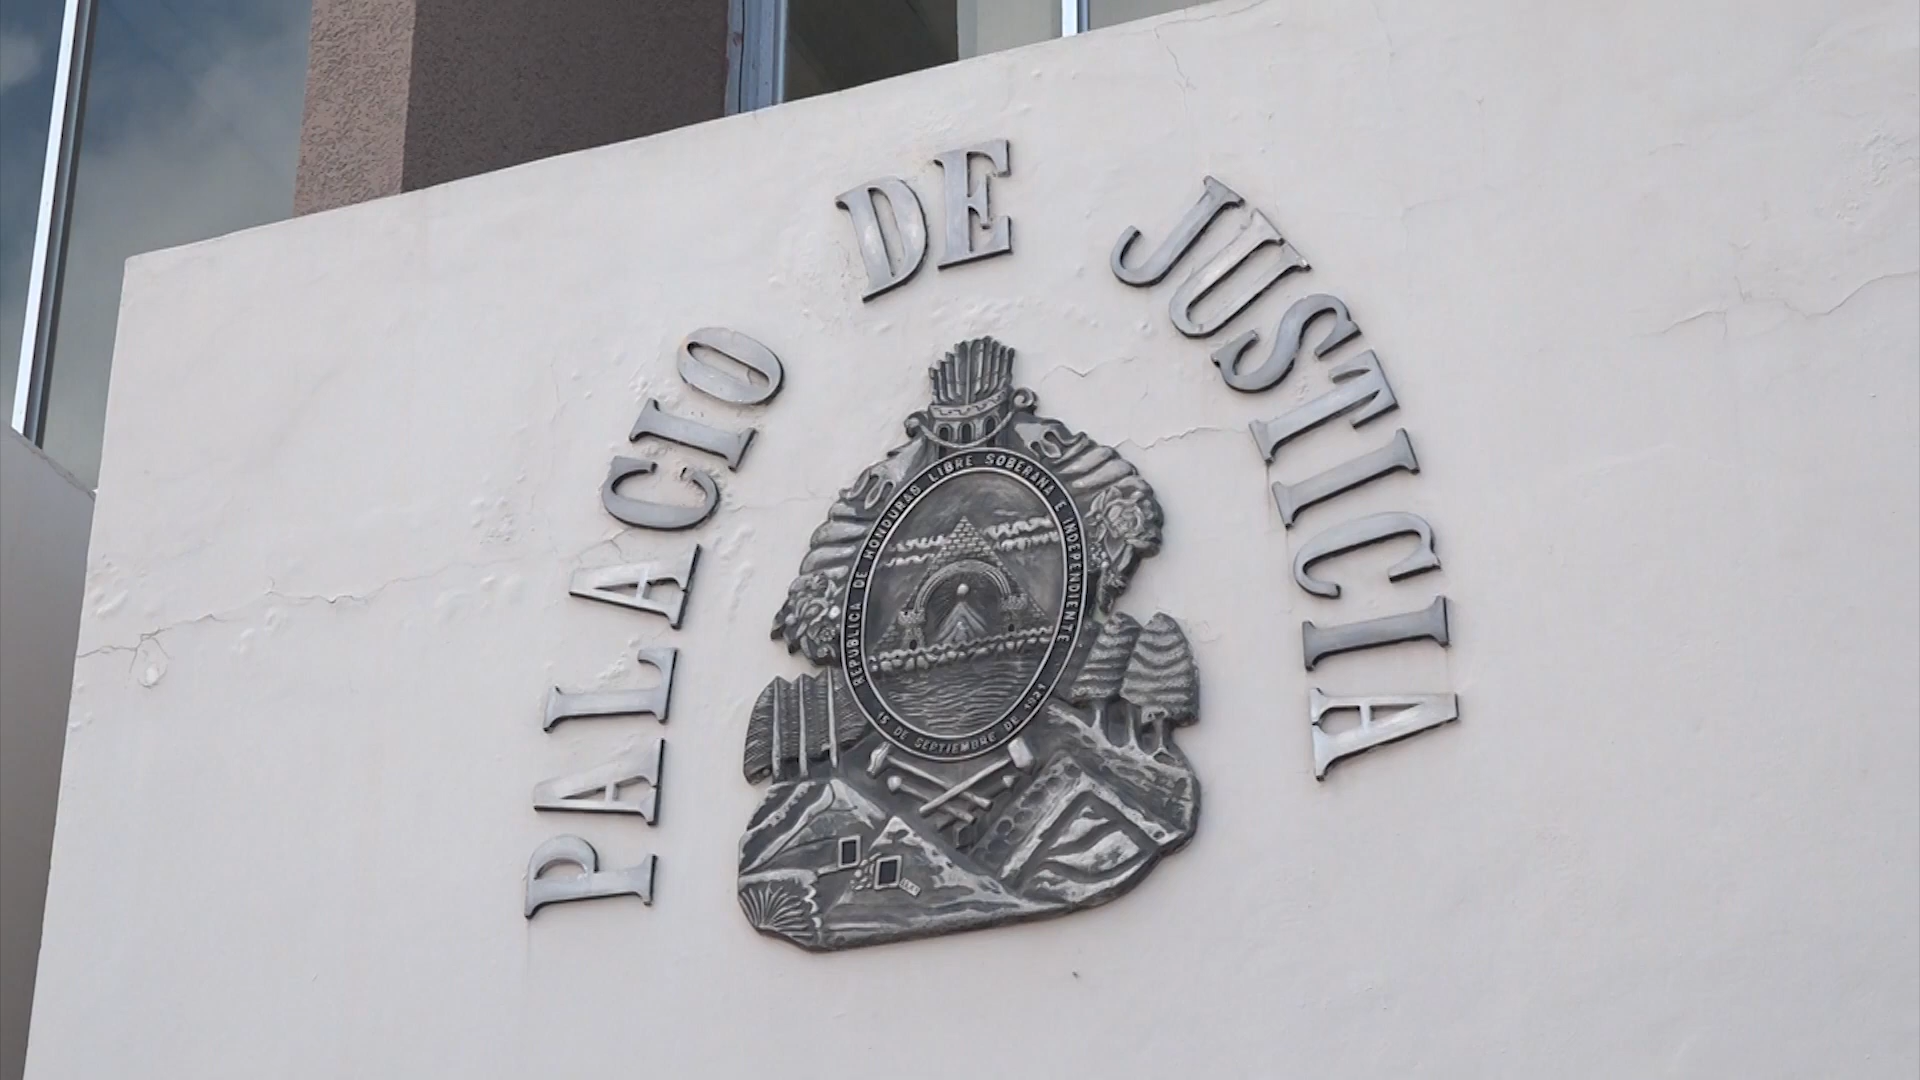 PALACIO DE JUSTICIA
REPUBLICA DE HONDURAS LIBRE SOBERANA E INDEPENDIENTE
15 DE SEPTIEMBRE DE 1821